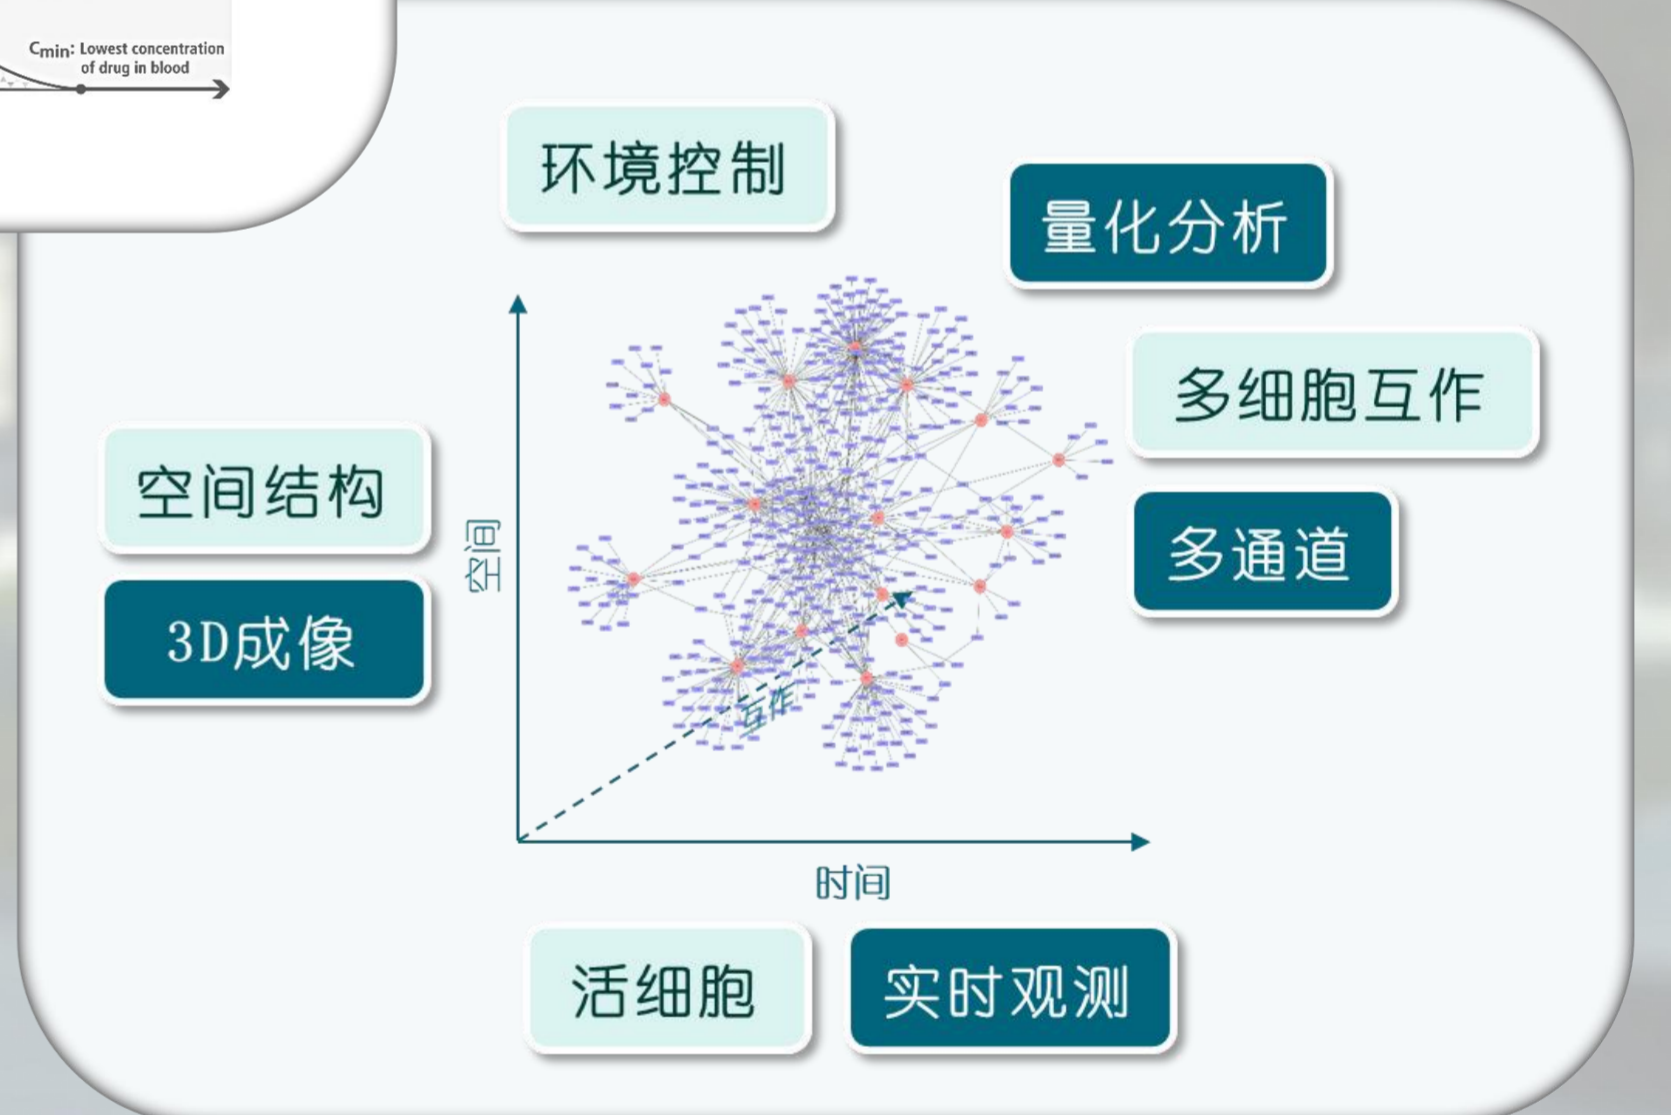 Cmin: Lowest concentration
of drug in blood
环境控制
量化分析
多细胞互作
空间结构
多通道
3D成像
空间
互作
时间
活细胞
实时观测